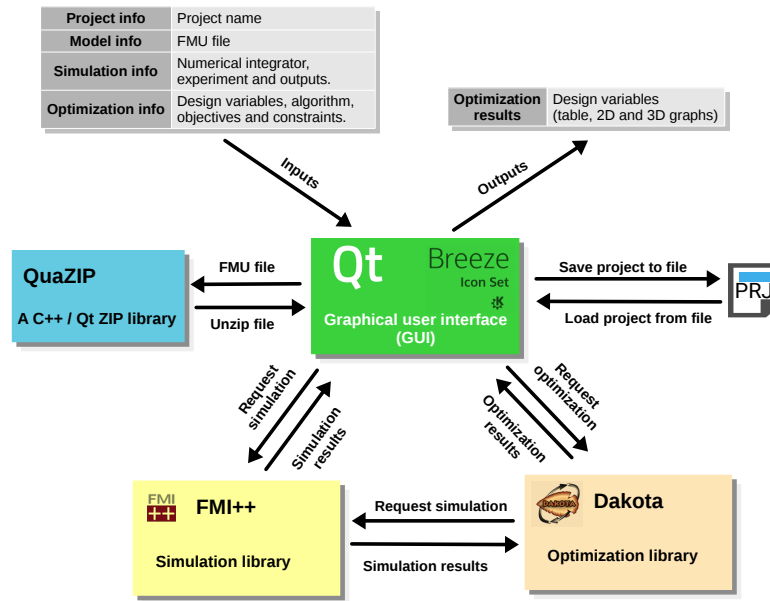 Project info Project name
Model info FMU file
Simulation info Numerical integrator,
experiment and outputs.
Optimization info Design variables, algorithm,
objectives and constraints.
Optimization
results
Design variables
(table, 2D and 3D graphs)
Inputs
Outputs
QuaZIP
A C++ / Qt ZIP library
FMU file
Unzip file
Qt
Breeze
Icon Set
K
Graphical user interface
(GUI)
Save project to file
Load project from file
PRJ
Request
simulation
Simulation
results
Request
optimization
Optimization
results
FMI
++
FMI++
Simulation library
Request simulation
Simulation results
DAKOTA
Dakota
Optimization library